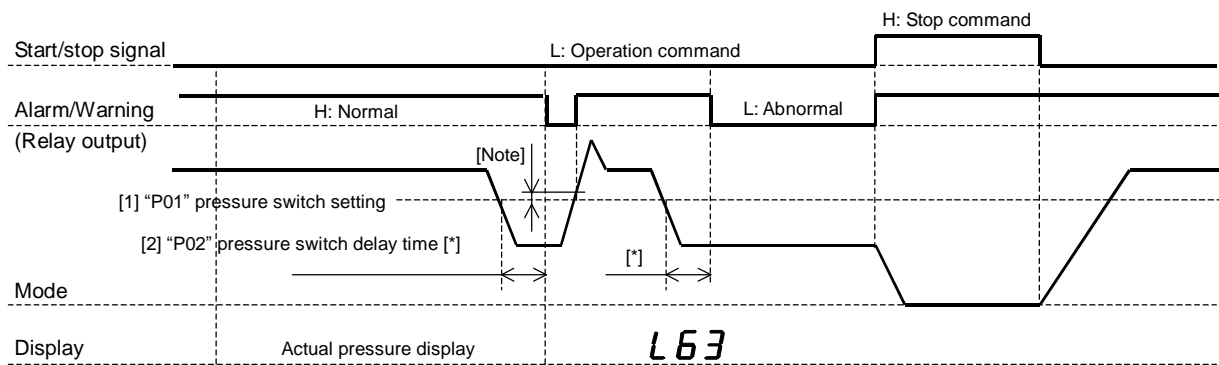 H: Stop command
Start/stop signal
L: Operation command
Alarm/Warning
H: Normal
L: Abnormal
(Relay output)
[Note]
[1] “P01” pressure switch setting
[2] “P02” pressure switch delay time [*]
[*]
Mode
Display
Actual pressure display
L63